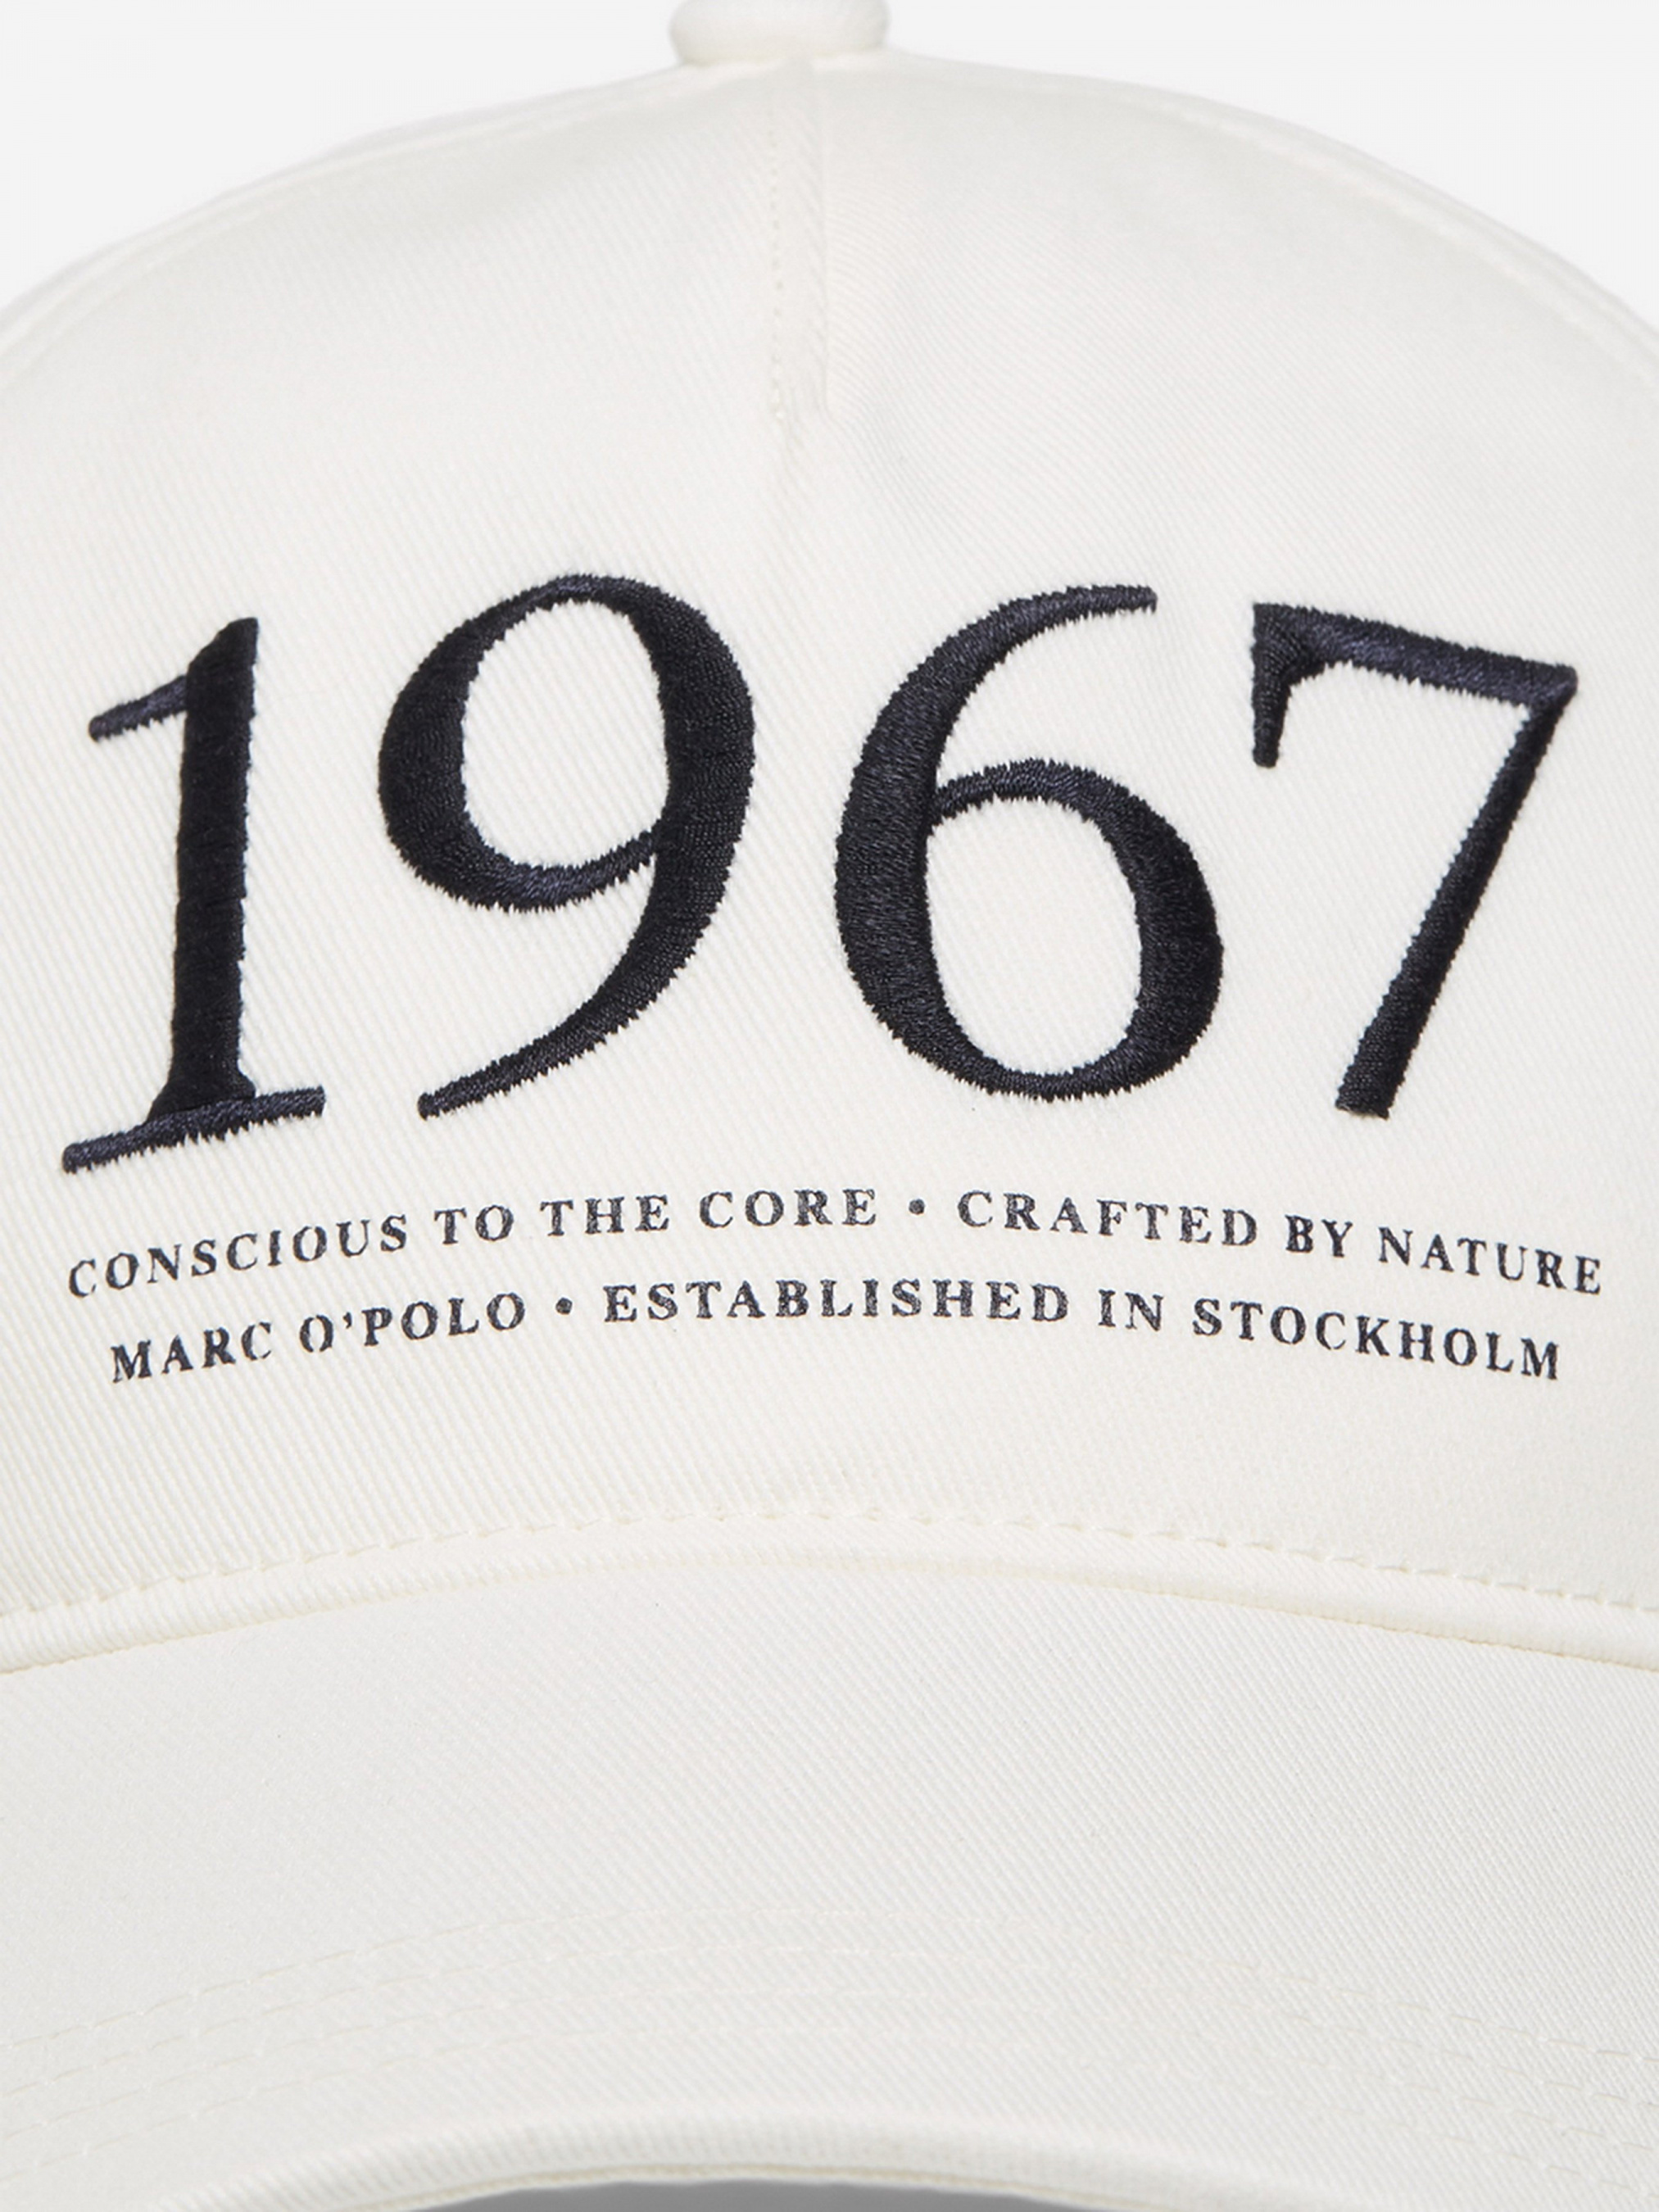 1967
CONSCIOUS TO THE CORE • CRAFTED BY NATURE
MARC O’POLO • ESTABLISHED IN STOCKHOLM